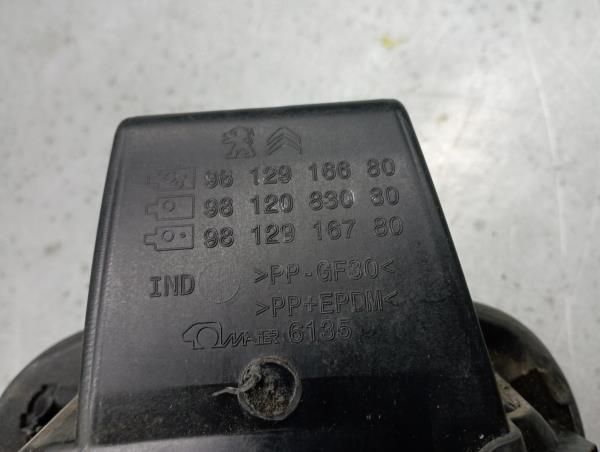 98 129 166 80
98 120 830 80
98 129 167 80
IND >PP-GF30<
>PP+EPDM<
MAIER 6135